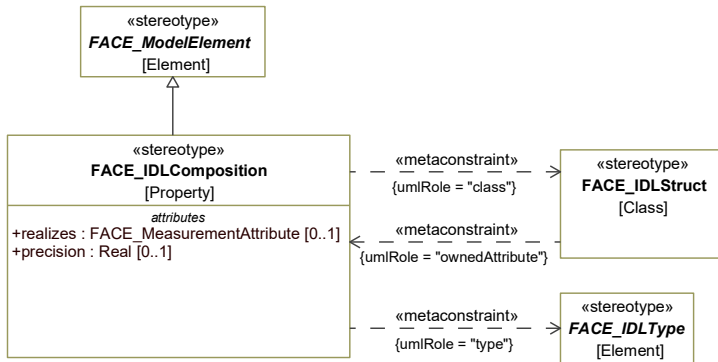 «stereotype»
FACE_ModelElement
[Element]
«stereotype»
FACE_IDLComposition
[Property]
attributes
+realizes : FACE_MeasurementAttribute [0..1]
+precision : Real [0..1]
«metaconstraint»
{umlRole = "class"}
«metaconstraint»
{umlRole = "ownedAttribute"}
«stereotype»
FACE_IDLStruct
[Class]
«metaconstraint»
{umlRole = "type"}
«stereotype»
FACE_IDLType
[Element]